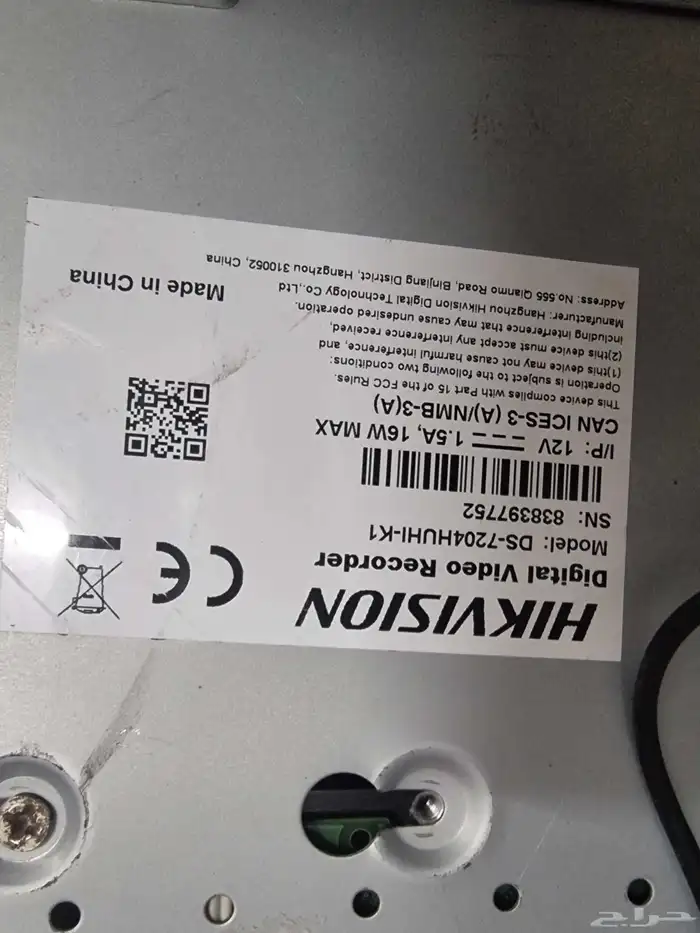 HIKVISION
Digital Video Recorder
Model: DS-7204HUHI-K1
SN: 838397752
I/P: 12V 1.5A, 16W MAX
CAN ICES-3 (A)/NMB-3(A)
This device complies with Part 15 of the FCC Rules.
Operation is subject to the following two conditions:
(1)this device may not cause harmful interference, and
(2)this device must accept any interference received,
including interference that may cause undesired operation.
Manufacturer: Hangzhou Hikvision Digital Technology Co.,Ltd
Address: No.555 Qianmo Road, Binjiang District, Hangzhou 310052, China
CE
Made in China
حراج